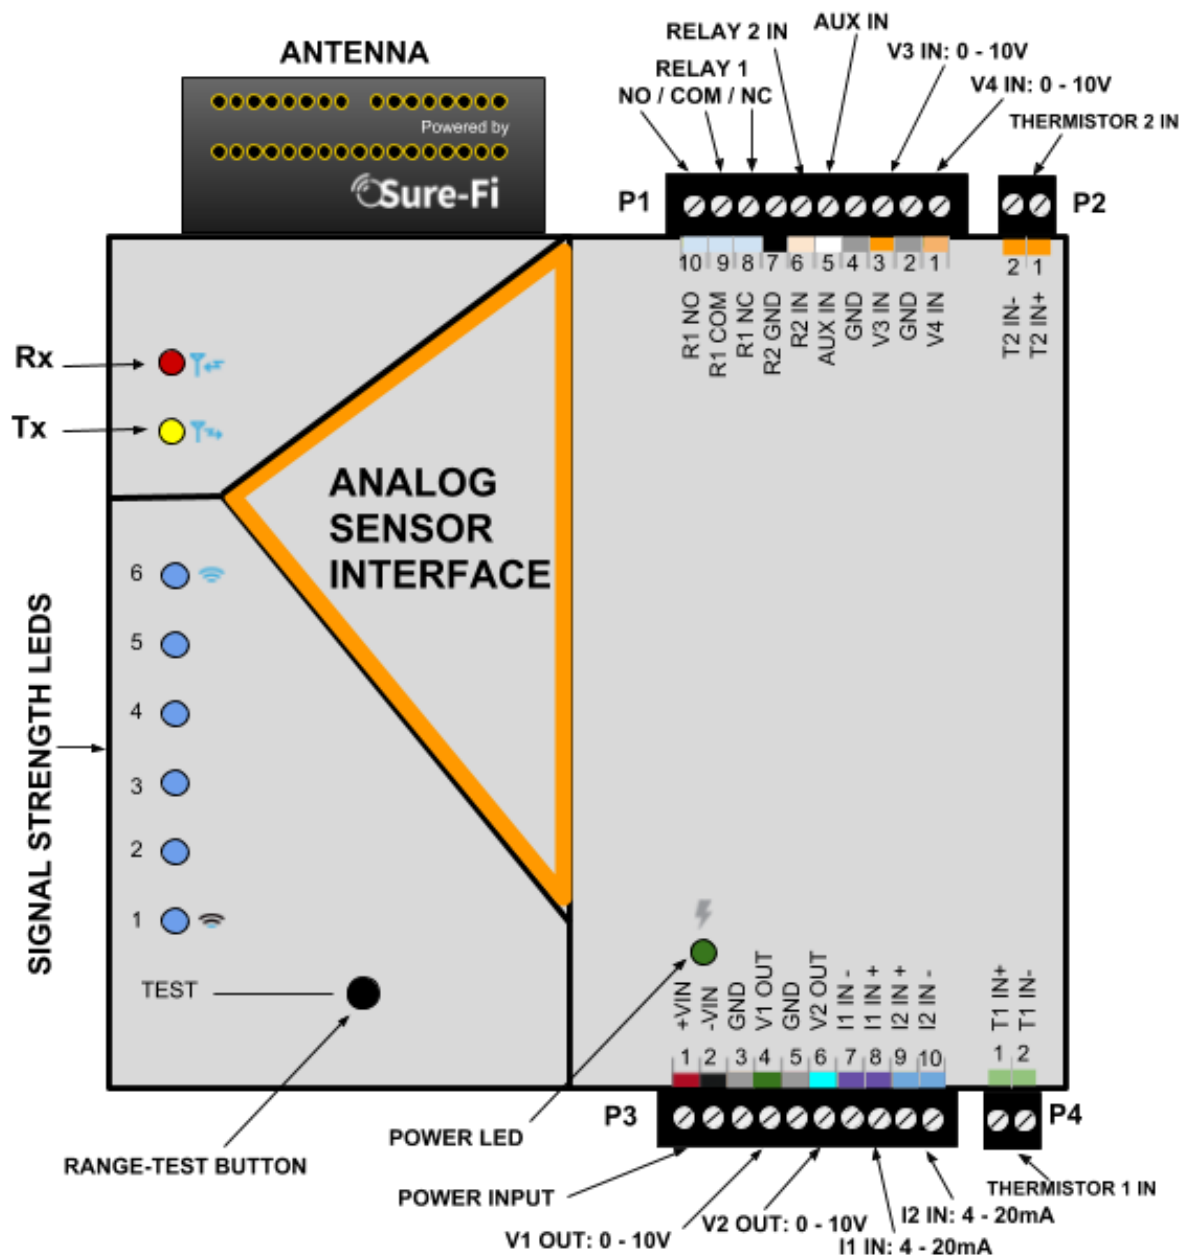 ANTENNA
Powered by
Sure-Fi
RELAY 2 IN
AUX IN
V3 IN: 0 - 10V
RELAY 1
NO / COM / NC
V4 IN: 0 - 10V
THERMISTOR 2 IN
P1
P2
10 9 8 7 6 5 4 3 2 1
2 1
R1 NO
R1 COM
R1 NC
R2 GND
R2 IN
AUX IN
GND
V3 IN
GND
V4 IN
T2 IN-
T2 IN+
Rx
Tx
ANALOG
SENSOR
INTERFACE
SIGNAL STRENGTH LEDS
6
5
4
3
2
1
TEST
+VIN
-VIN
GND
V1 OUT
GND
V2 OUT
I1 IN -
I1 IN +
I2 IN +
I2 IN -
T1 IN+
T1 IN-
1 2 3 4 5 6 7 8 9 10
1 2
P3
P4
POWER LED
RANGE-TEST BUTTON
POWER INPUT
V1 OUT: 0 - 10V
V2 OUT: 0 - 10V
I1 IN: 4 - 20mA
I2 IN: 4 - 20mA
THERMISTOR 1 IN